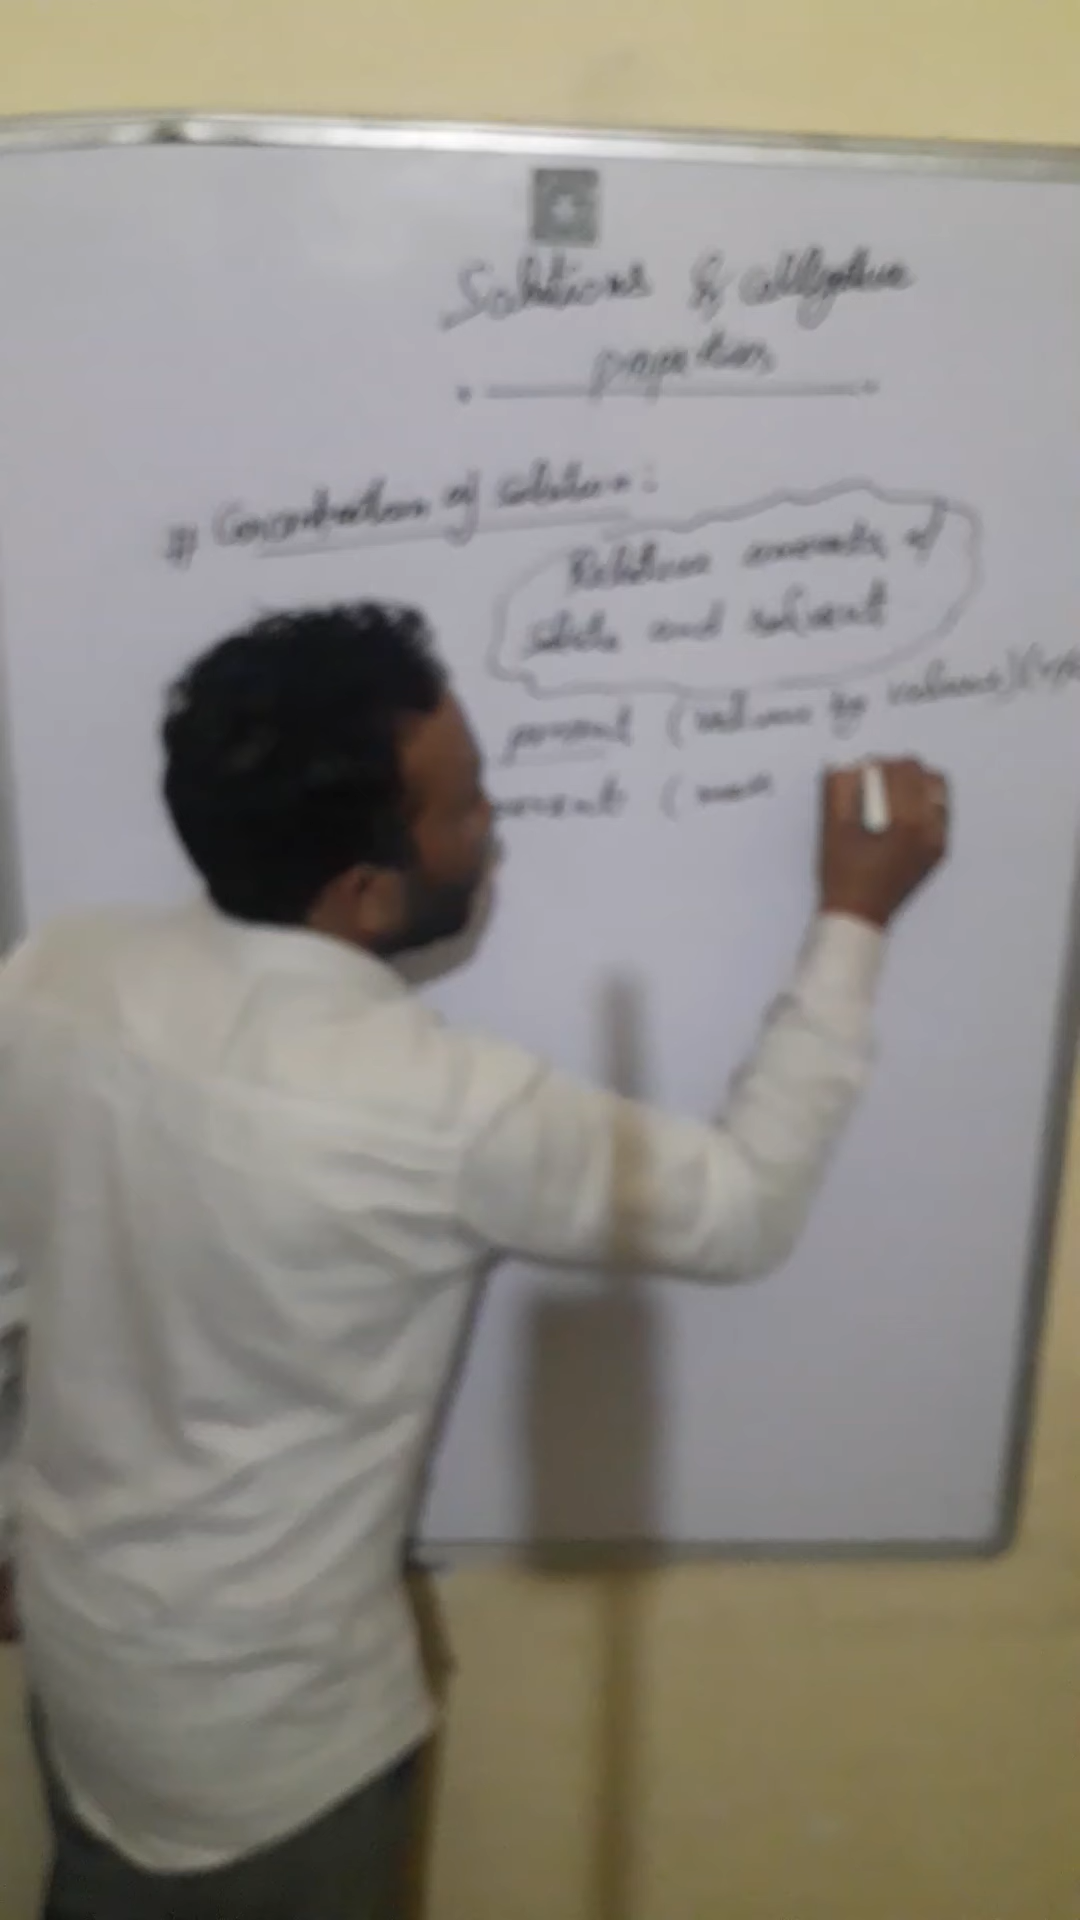 Solutions & colligative
properties
# Concentration of solution:
Relative amounts of
solute and solvent
percent (volume by volume)
percent (mass